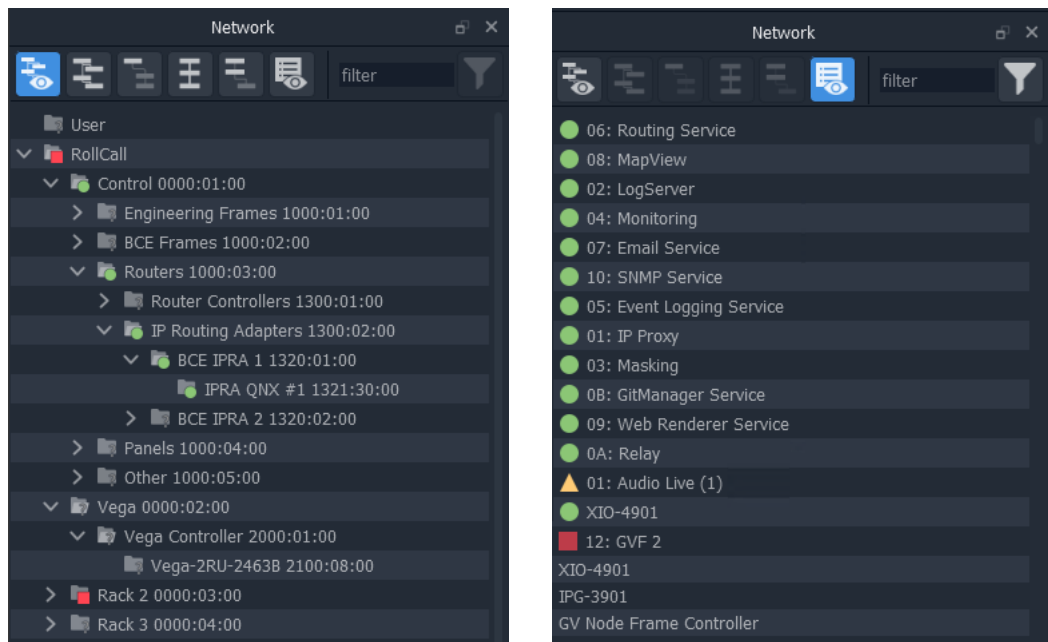 Network
filter
User
RollCall
Control 0000:01:00
Engineering Frames 1000:01:00
BCE Frames 1000:02:00
Routers 1000:03:00
Router Controllers 1300:01:00
IP Routing Adapters 1300:02:00
BCE IPRA 1 1320:01:00
IPRA QNX #1 1321:30:00
BCE IPRA 2 1320:02:00
Panels 1000:04:00
Other 1000:05:00
Vega 0000:02:00
Vega Controller 2000:01:00
Vega-2RU-2463B 2100:08:00
Rack 2 0000:03:00
Rack 3 0000:04:00
Network
filter
06: Routing Service
08: MapView
02: LogServer
04: Monitoring
07: Email Service
10: SNMP Service
05: Event Logging Service
01: IP Proxy
03: Masking
0B: GitManager Service
09: Web Renderer Service
0A: Relay
01: Audio Live (1)
XIO-4901
12: GVF 2
XIO-4901
IPG-3901
GV Node Frame Controller